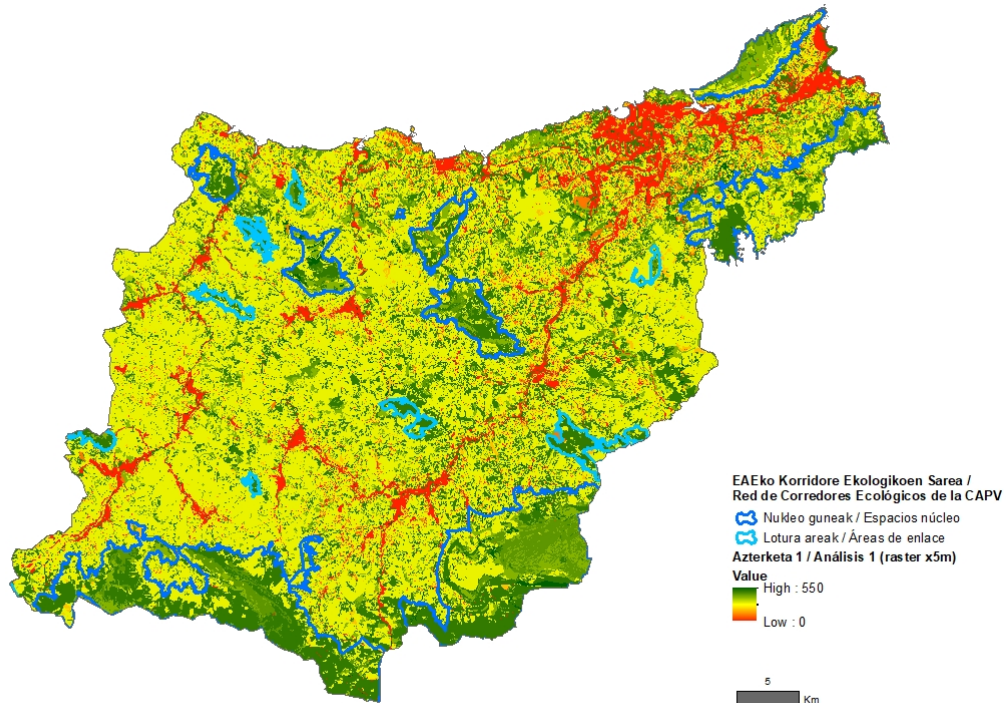 EAEko Korridore Ekologikoen Sarea /
Red de Corredores Ecológicos de la CAPV
Nukleo guneak / Espacios núcleo
Lotura areak / Áreas de enlace
Azterketa 1 / Análisis 1 (raster x5m)
Value
High : 550
Low : 0
5
Km